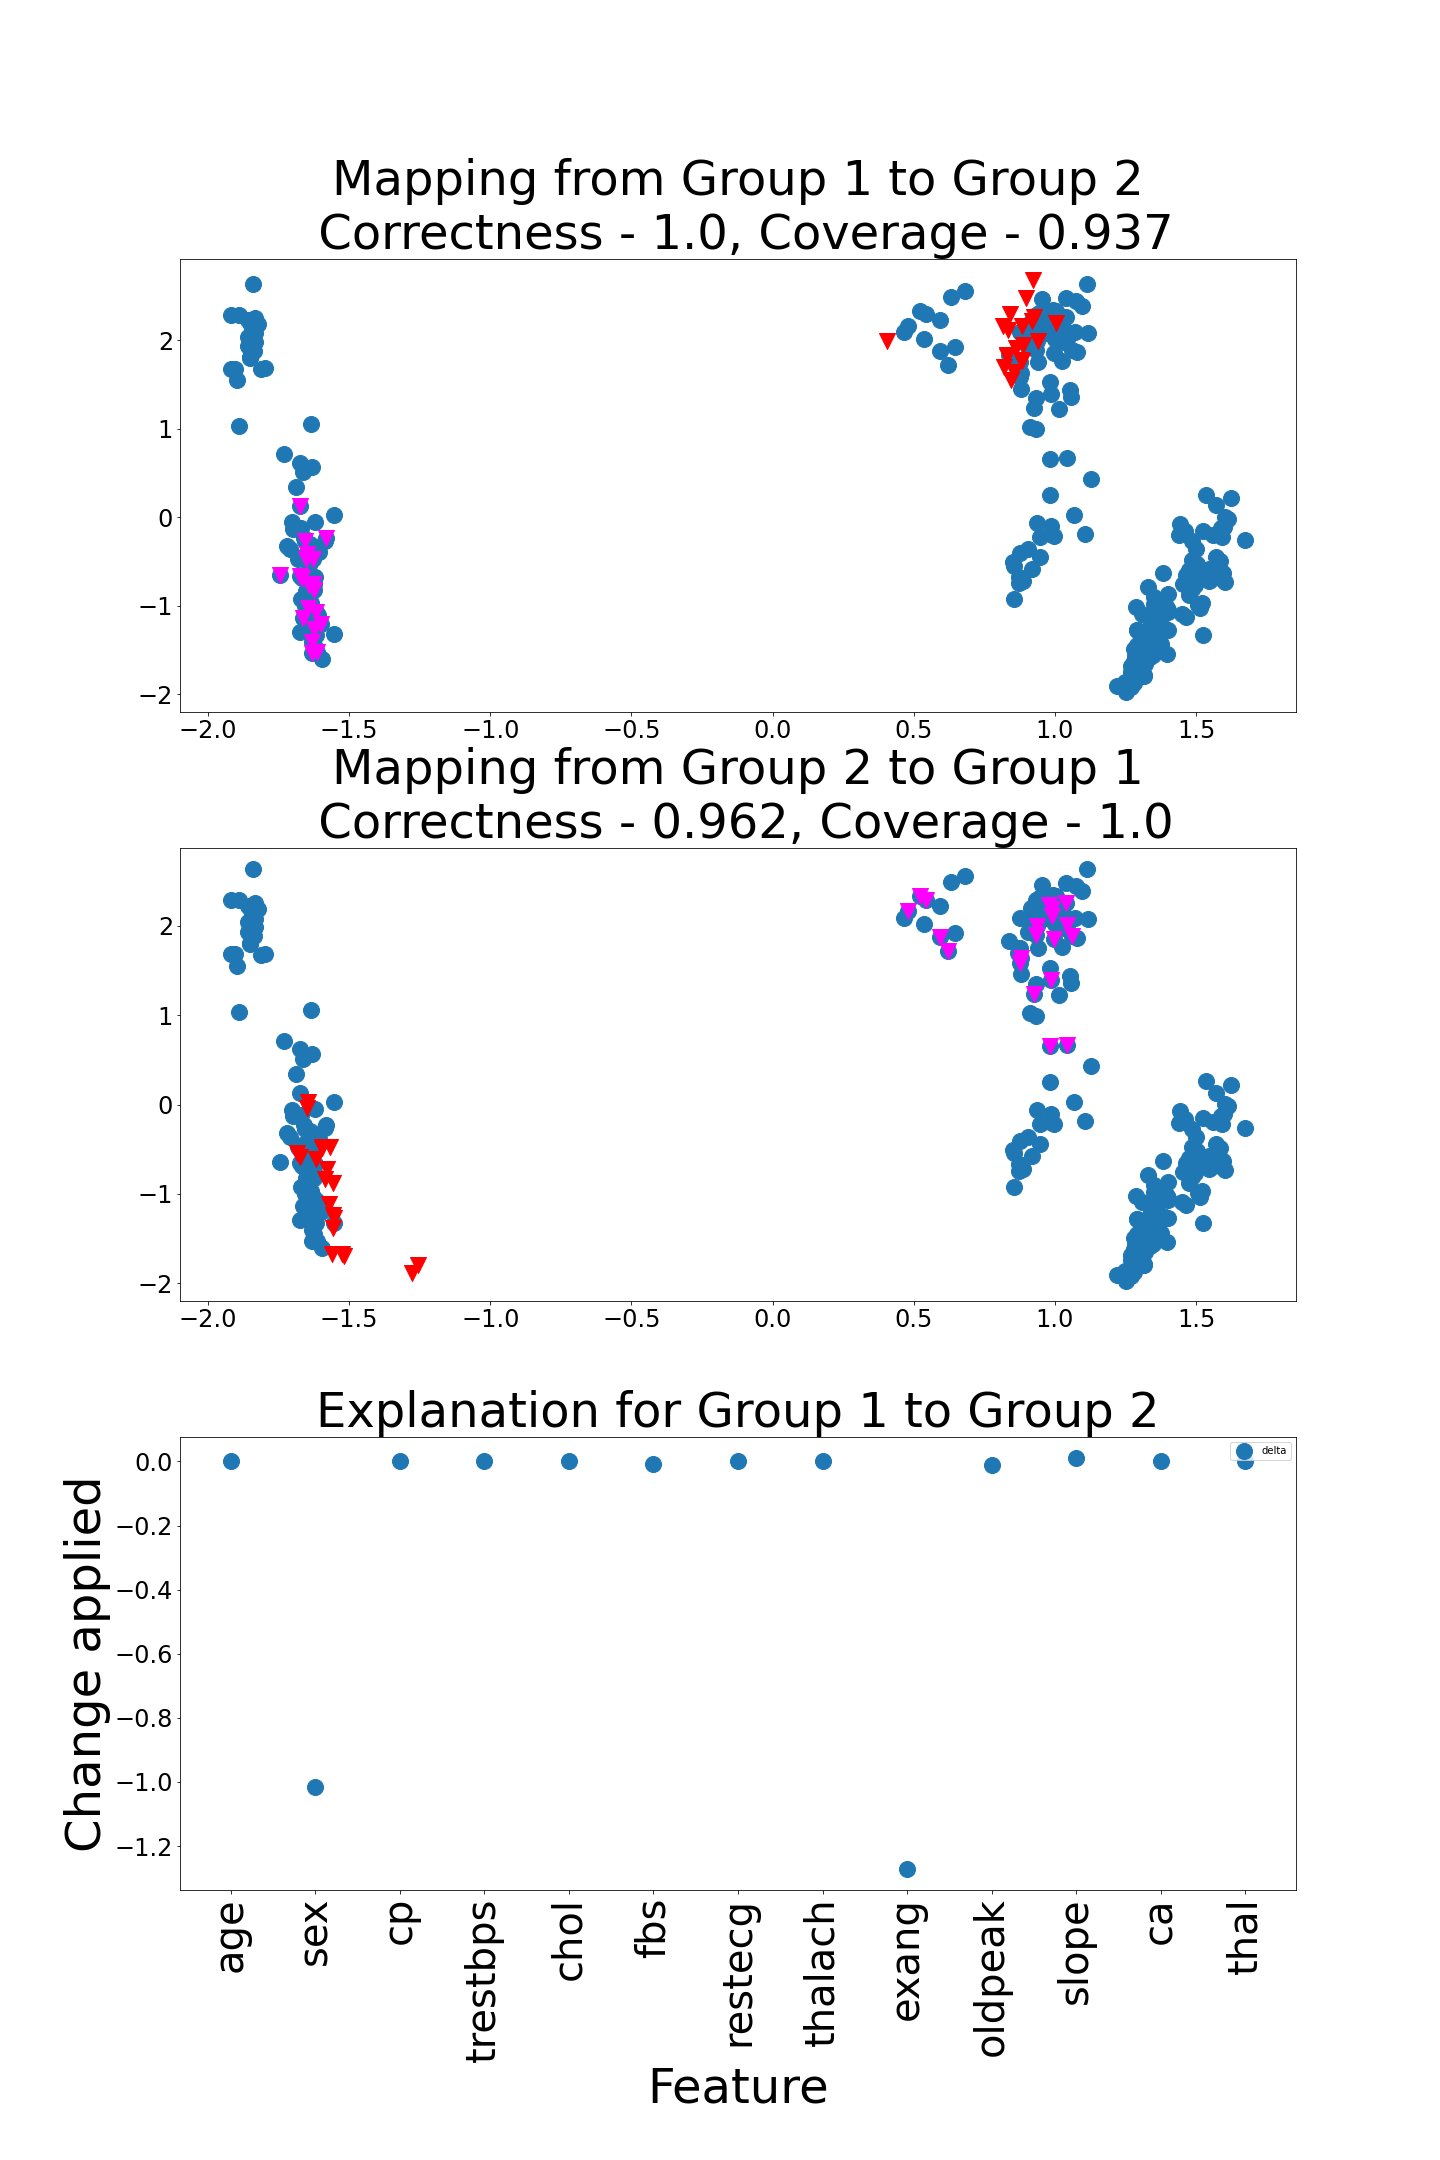 Mapping from Group 1 to Group 2
Correctness - 1.0, Coverage - 0.937
2
1
0
−1
−2
−2.0 −1.5 −1.0 −0.5 0.0 0.5 1.0 1.5
Mapping from Group 2 to Group 1
Correctness - 0.962, Coverage - 1.0
2
1
0
−1
−2
−2.0 −1.5 −1.0 −0.5 0.0 0.5 1.0 1.5
Explanation for Group 1 to Group 2
delta
Change applied
0.0
−0.2
−0.4
−0.6
−0.8
−1.0
−1.2
age
sex
cp
trestbps
chol
fbs
restecg
thalach
exang
oldpeak
slope
ca
thal
Feature